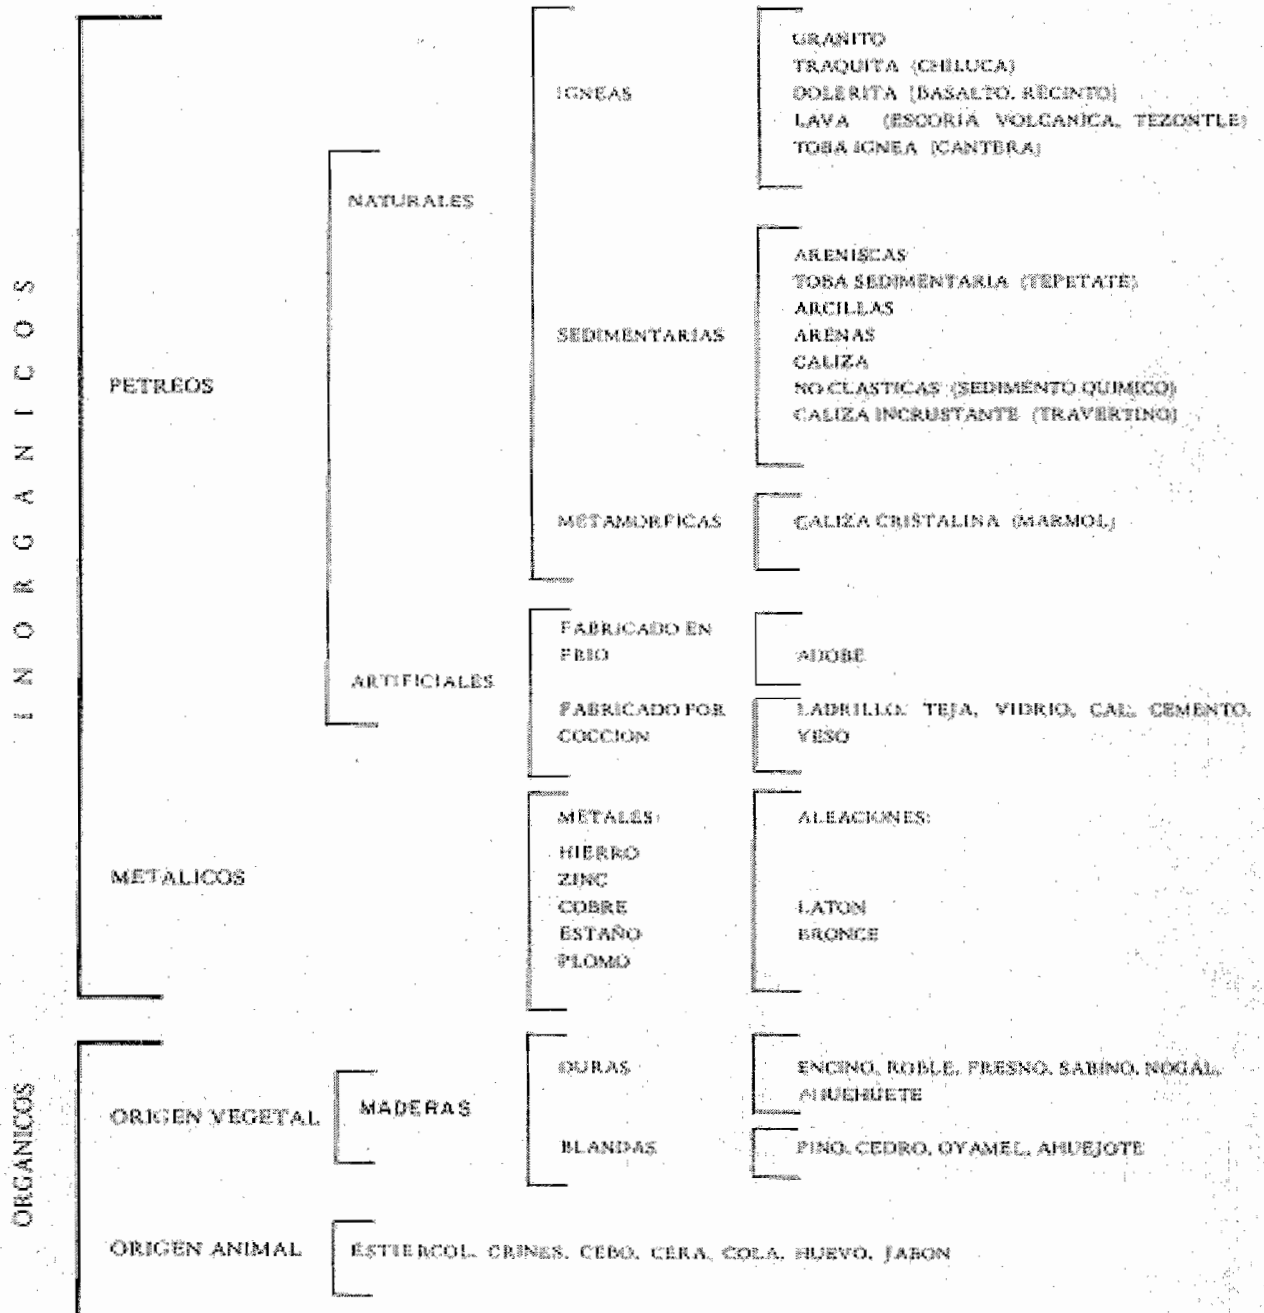 INORGANICOS
PETREOS
NATURALES
IGNEAS
GRANITO
TRAQUITA (CHILUCA)
DOLERITA (BASALTO, RECINTO)
LAVA (ESCORIA VOLCANICA, TEZONTLE)
TOBA IGNEA (CANTERA)
SEDIMENTARIAS
ARENISCAS
TOBA SEDIMENTARIA (TEPETATE)
ARCILLAS
ARENAS
CALIZA
NO CLASTICAS (SEDIMENTO QUIMICO)
CALIZA INCRUSTANTE (TRAVERTINO)
METAMORFICAS
CALIZA CRISTALINA (MARMOL)
ARTIFICIALES
FABRICADO EN
FRIO
ADOBE
FABRICADO POR
COCCION
LADRILLO, TEJA, VIDRIO, CAL, CEMENTO,
YESO
METALICOS
METALES:
HIERRO
ZINC
COBRE
ESTAÑO
PLOMO
ALEACIONES:
LATON
BRONCE
ORGANICOS
ORIGEN VEGETAL
MADERAS
DURAS
ENCINO, ROBLE, FRESNO, SABINO, NOGAL,
AHUEHUETE
BLANDAS
PINO, CEDRO, OYAMEL, AHUEJOTE
ORIGEN ANIMAL
ESTIERCOL, CRINES, CEBO, CERA, COLA, HUEVO, JABON